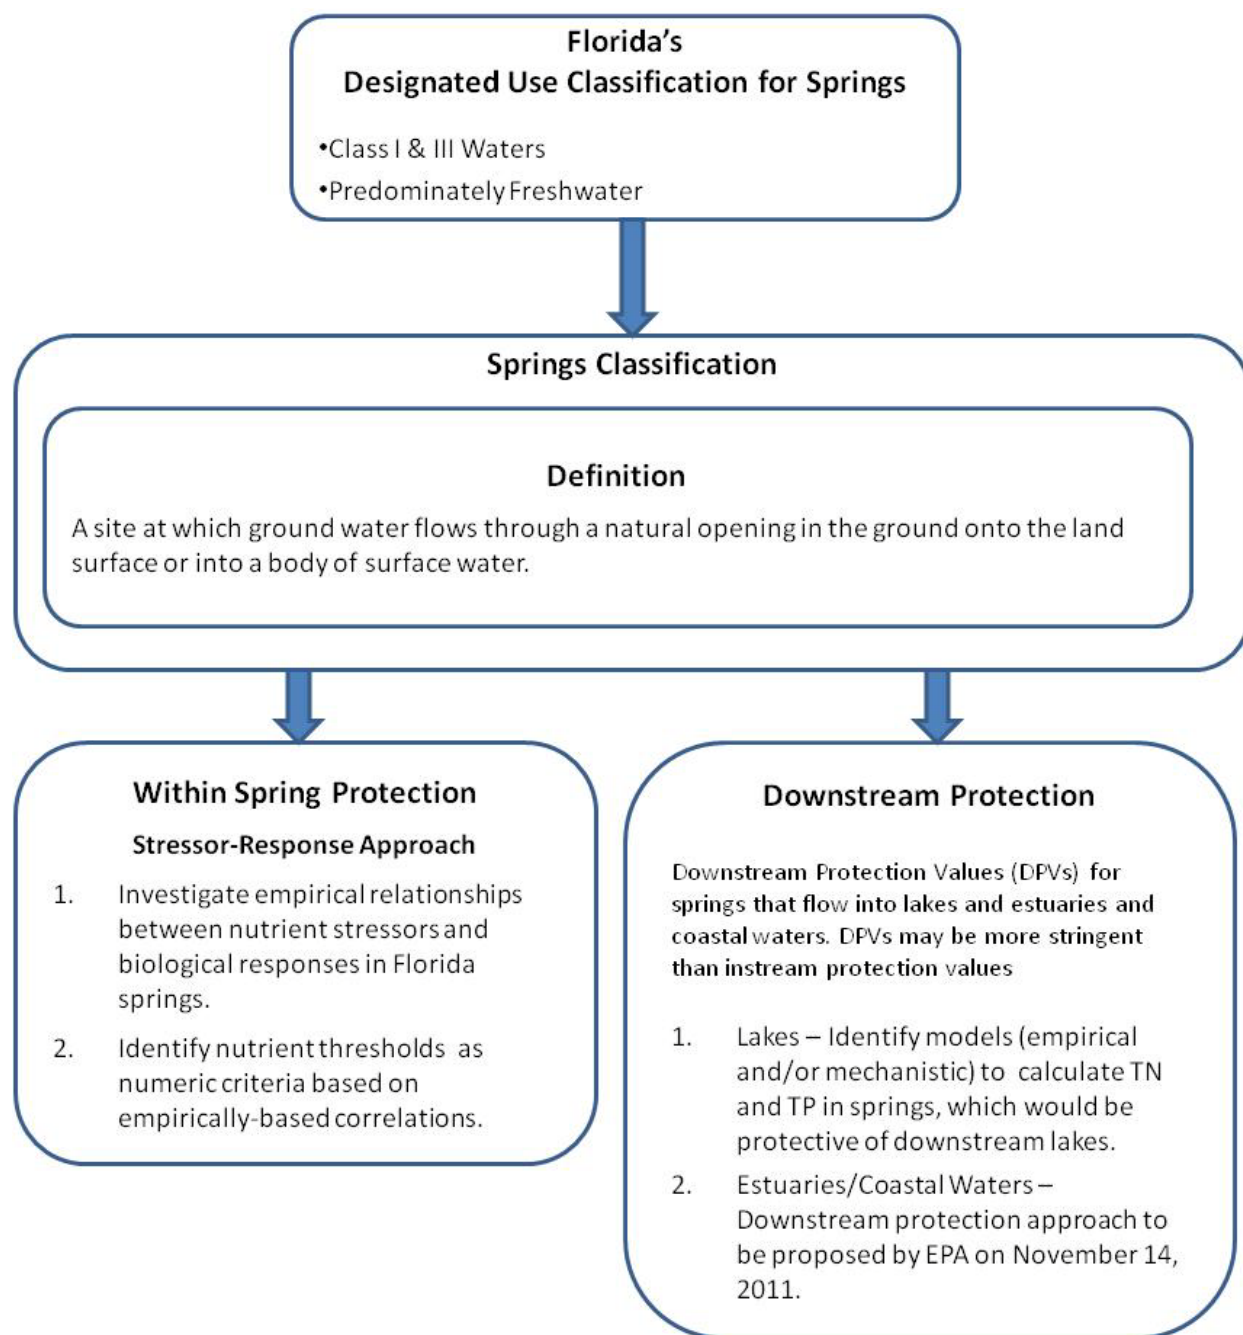 Florida's
Designated Use Classification for Springs
•Class I & III Waters
•Predominately Freshwater
Springs Classification
Definition
A site at which ground water flows through a natural opening in the ground onto the land
surface or into a body of surface water.
Within Spring Protection
Stressor-Response Approach
1. Investigate empirical relationships
between nutrient stressors and
biological responses in Florida
springs.
2. Identify nutrient thresholds as
numeric criteria based on
empirically-based correlations.
Downstream Protection
Downstream Protection Values (DPVs) for
springs that flow into lakes and estuaries and
coastal waters. DPVs may be more stringent
than instream protection values
1. Lakes – Identify models (empirical
and/or mechanistic) to calculate TN
and TP in springs, which would be
protective of downstream lakes.
2. Estuaries/Coastal Waters –
Downstream protection approach to
be proposed by EPA on November 14,
2011.